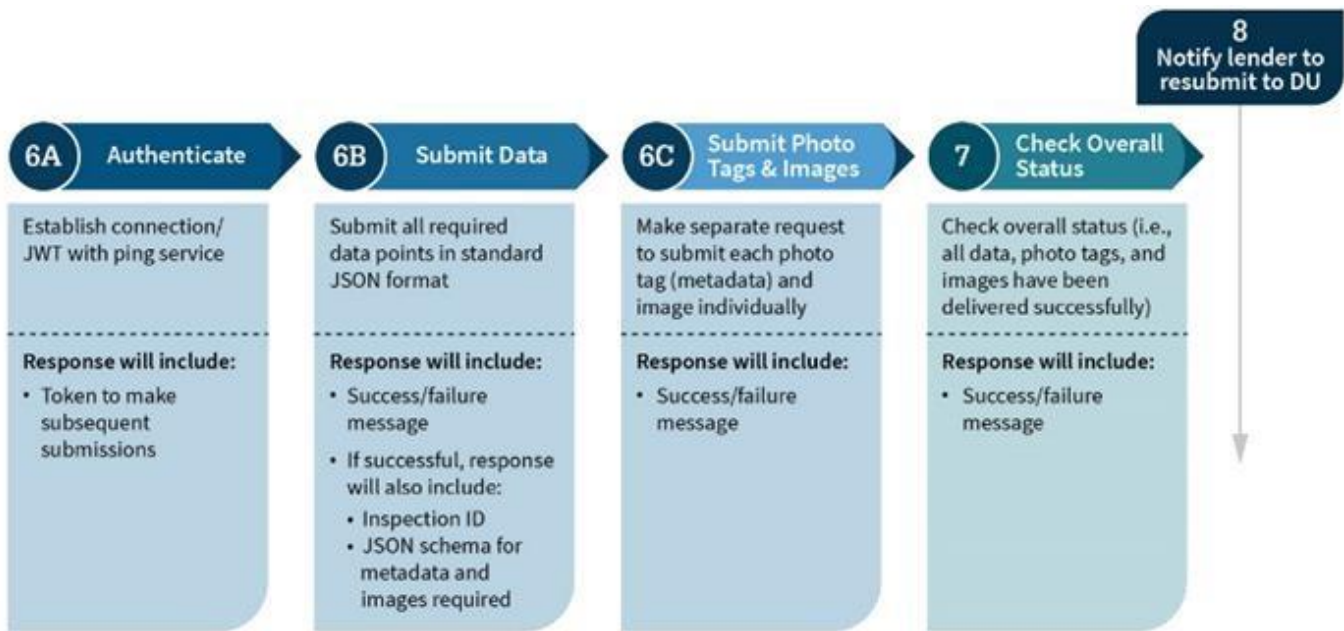 8
Notify lender to
resubmit to DU
6A
Authenticate
Establish connection/
JWT with ping service
Response will include:
• Token to make
subsequent
submissions
6B
Submit Data
Submit all required
data points in standard
JSON format
Response will include:
• Success/failure
message
• If successful, response
will also include:
• Inspection ID
• JSON schema for
metadata and
images required
6C
Submit Photo
Tags & Images
Make separate request
to submit each photo
tag (metadata) and
image individually
Response will include:
• Success/failure
message
7
Check Overall
Status
Check overall status (i.e.,
all data, photo tags, and
images have been
delivered successfully)
Response will include:
• Success/failure
message